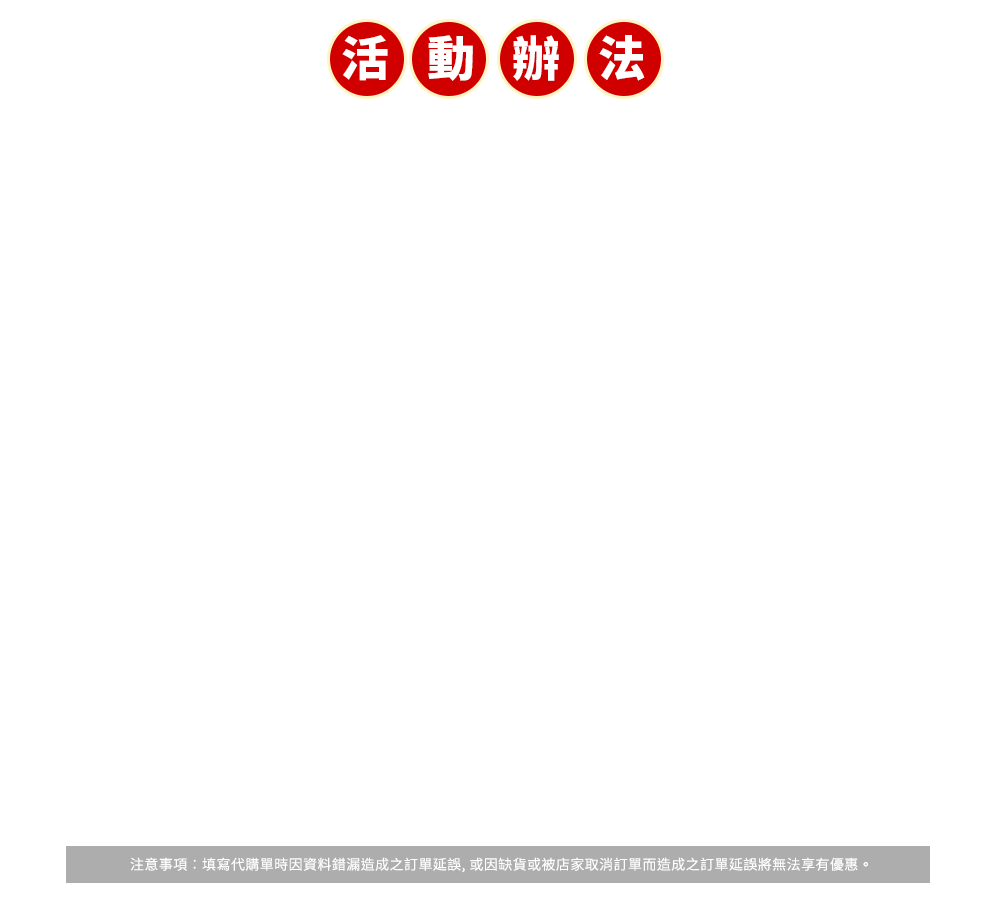 活動辦法
注意事項：填寫代購單時因資料錯漏造成之訂單延誤, 或因缺貨或被店家取消訂單而造成之訂單延誤將無法享有優惠。